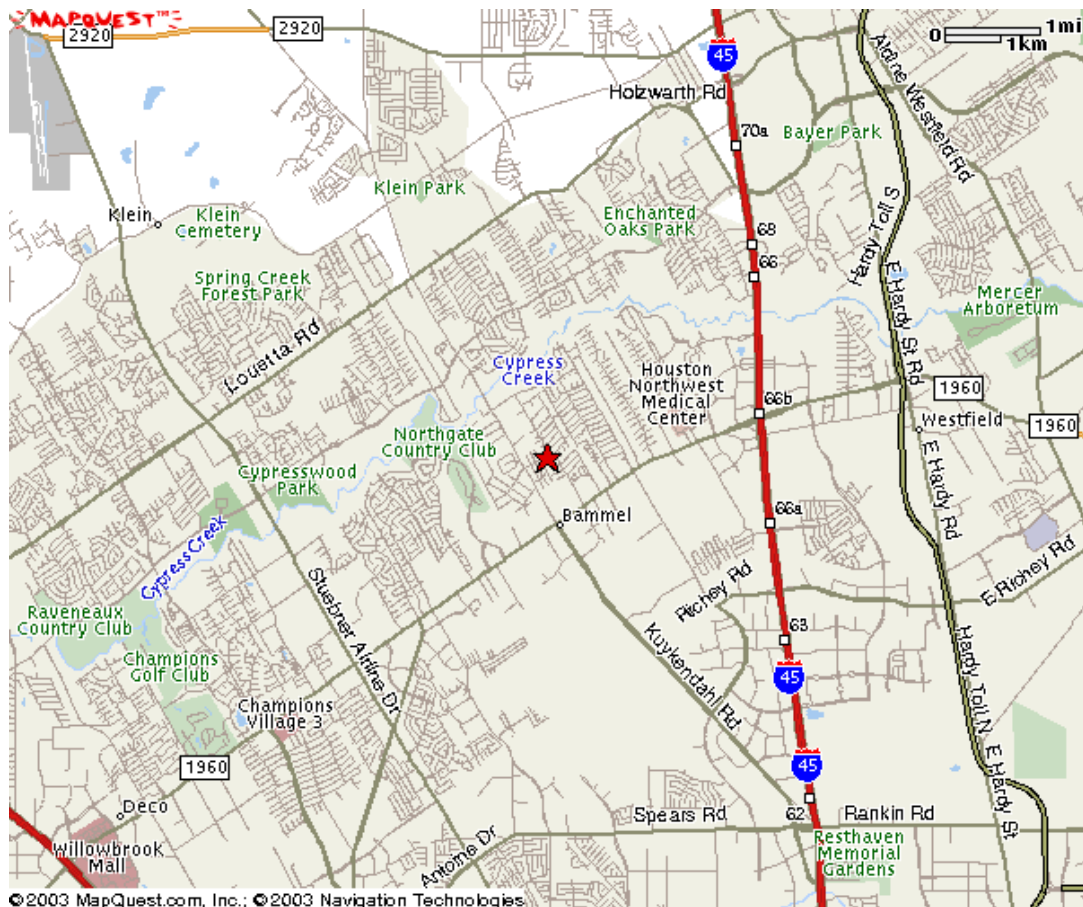 MAPQUEST™
2920
2920
45
0 1mi
1km
Aldine Westfield Rd
Holzwarth Rd
70a
Bayer Park
Klein Park
Klein
Klein
Cemetery
Enchanted
Oaks Park
Hardy Toll S
68
66
Spring Creek
Forest Park
E Hardy St Rd
Mercer
Arboretum
Louetta Rd
Cypress
Creek
Houston
Northwest
Medical
Center
66b
1960
Westfield
1960
Northgate
Country Club
Cypresswood
Park
E Hardy Rd
Bammel
66a
Cypress Creek
Richey Rd
E Richey Rd
Stuebner Airline Dr
Raveneaux
Country Club
Kuykendahl Rd
63
Hardy Toll N
Champions
Golf Club
45
Champions
Village 3
1960
45
E Hardy St
Deco
62
Spears Rd
Rankin Rd
Willowbrook
Mall
Antoine Dr
Resthaven
Memorial
Gardens
©2003 MapQuest.com, Inc.; ©2003 Navigation Technologies